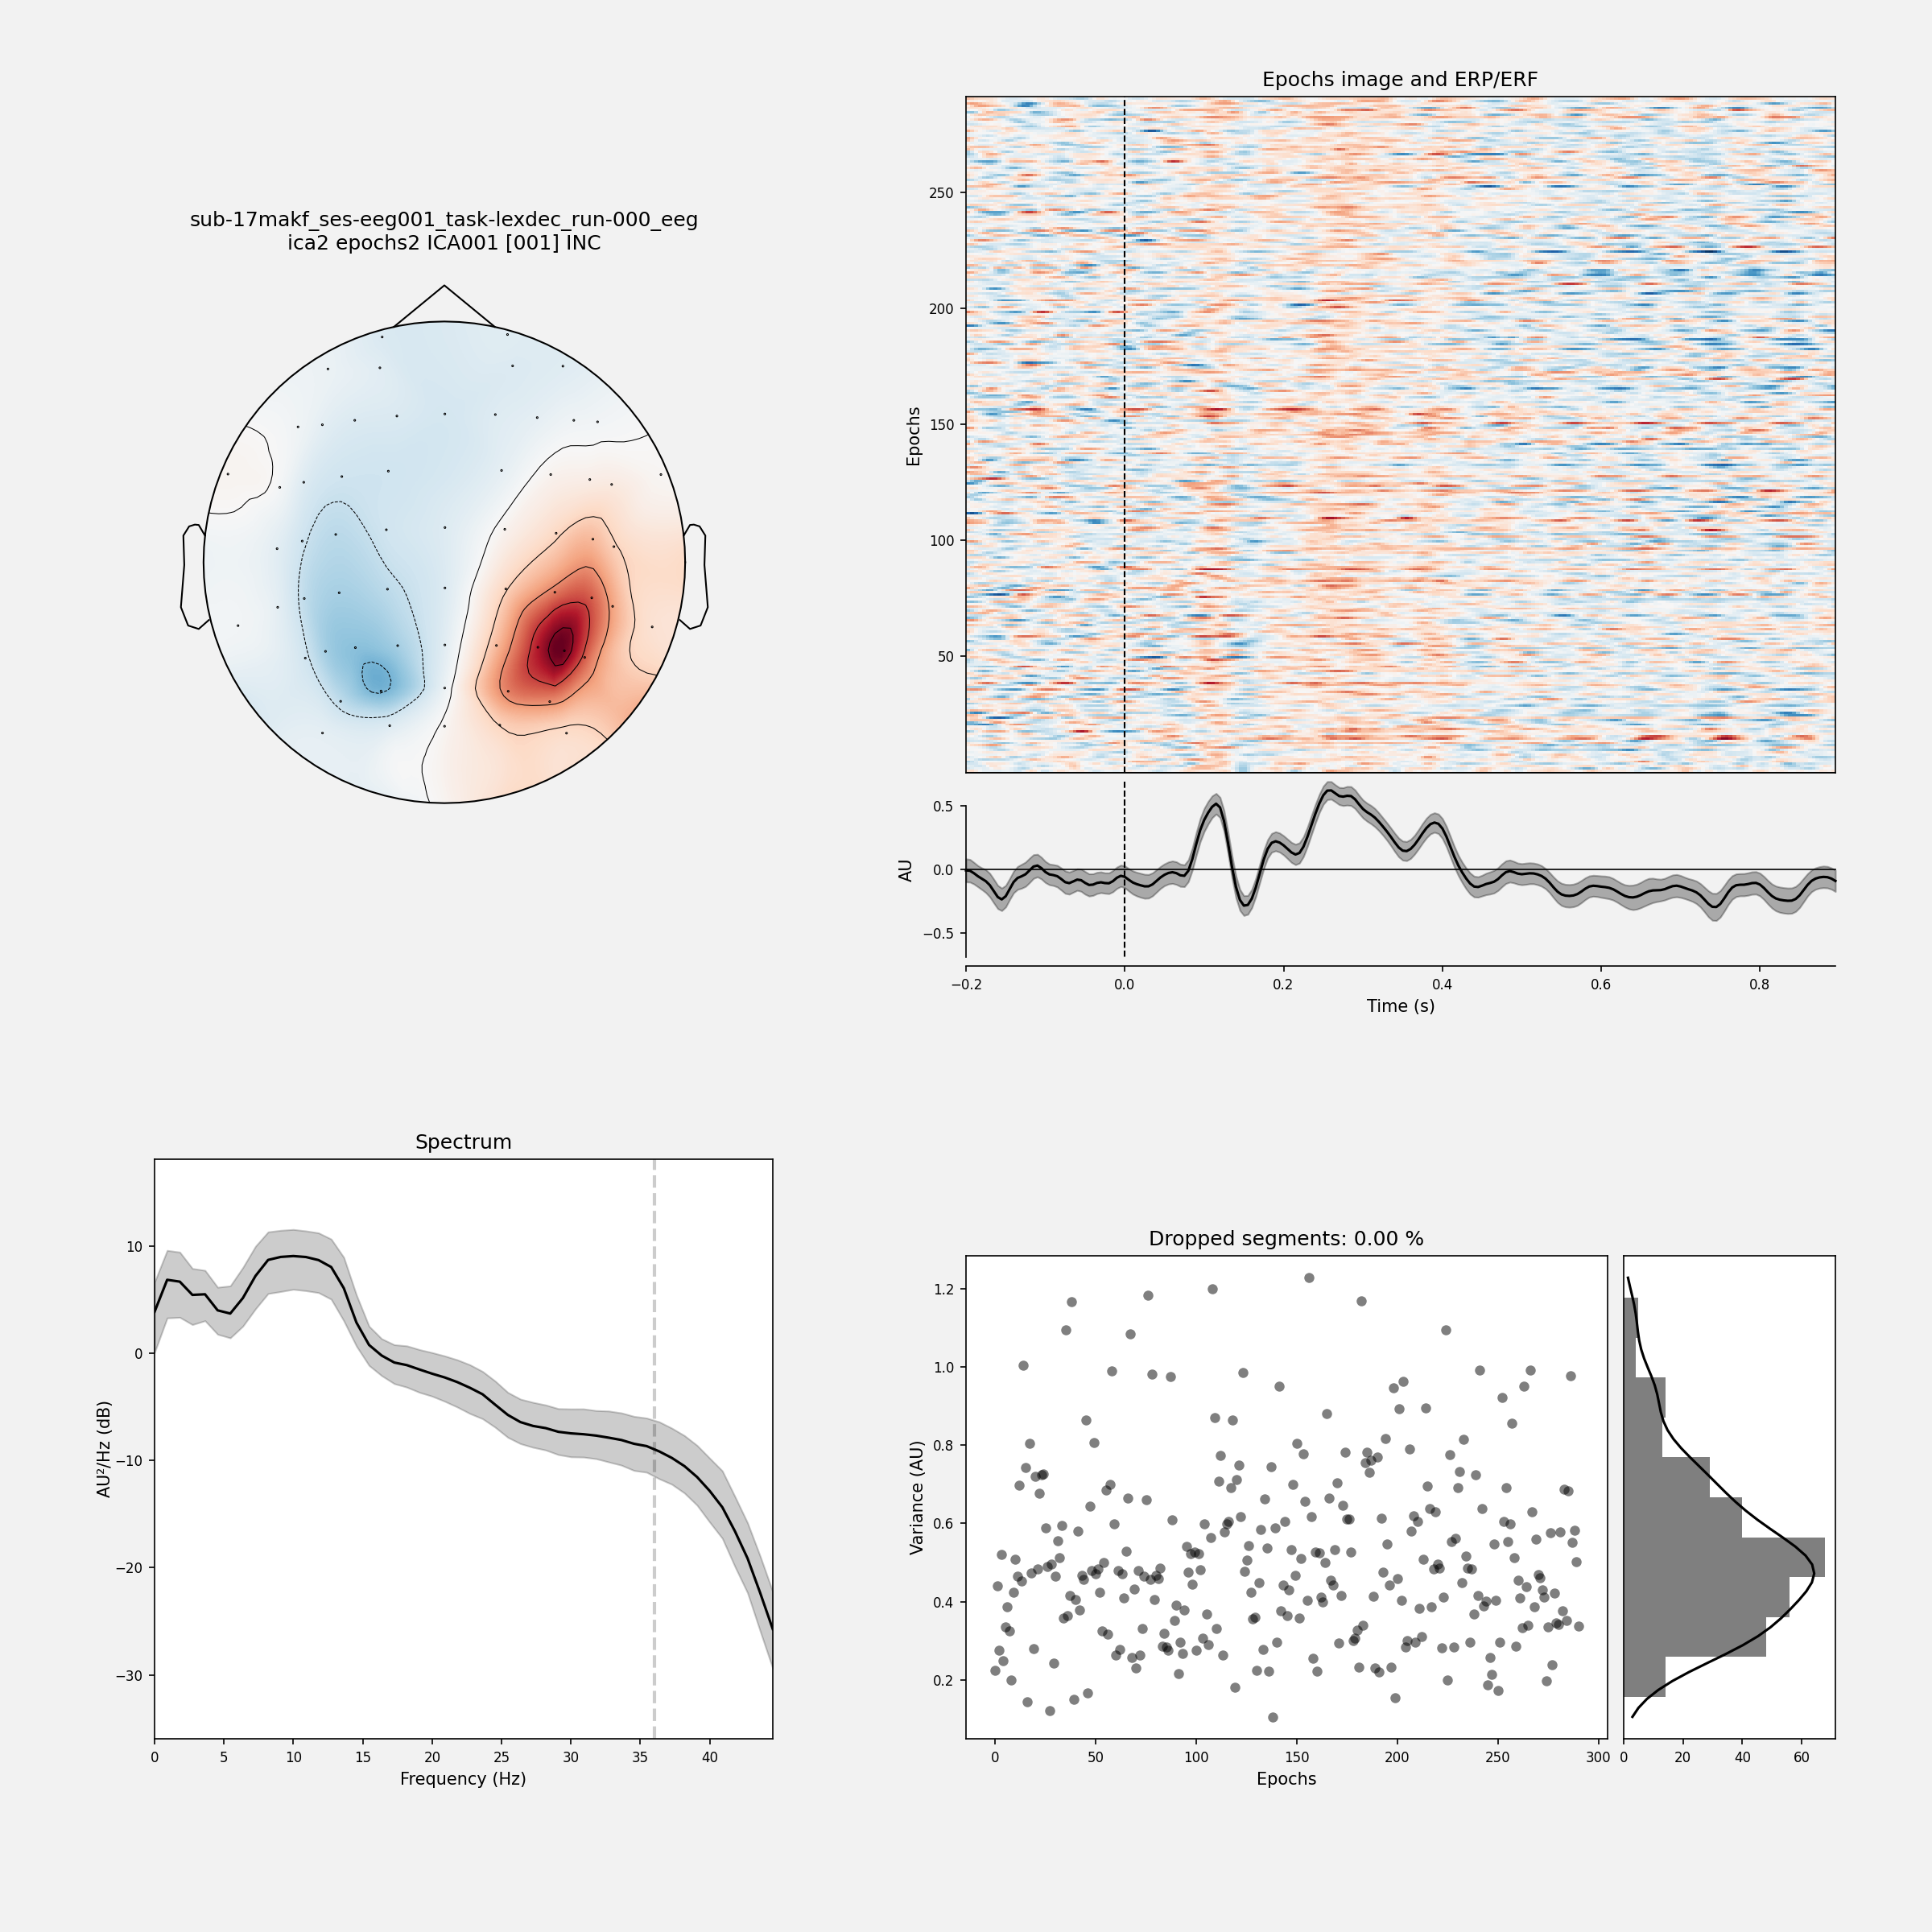 sub-17makf_ses-eeg001_task-lexdec_run-000_eeg
ica2 epochs2 ICA001 [001] INC
Epochs image and ERP/ERF
Epochs
250
200
150
100
50
AU
0.5
0.0
−0.5
−0.2 0.0 0.2 0.4 0.6 0.8
Time (s)
Spectrum
AU²/Hz (dB)
10
0
−10
−20
−30
0 5 10 15 20 25 30 35 40
Frequency (Hz)
Dropped segments: 0.00 %
Variance (AU)
1.2
1.0
0.8
0.6
0.4
0.2
0 50 100 150 200 250 300
Epochs
0 20 40 60